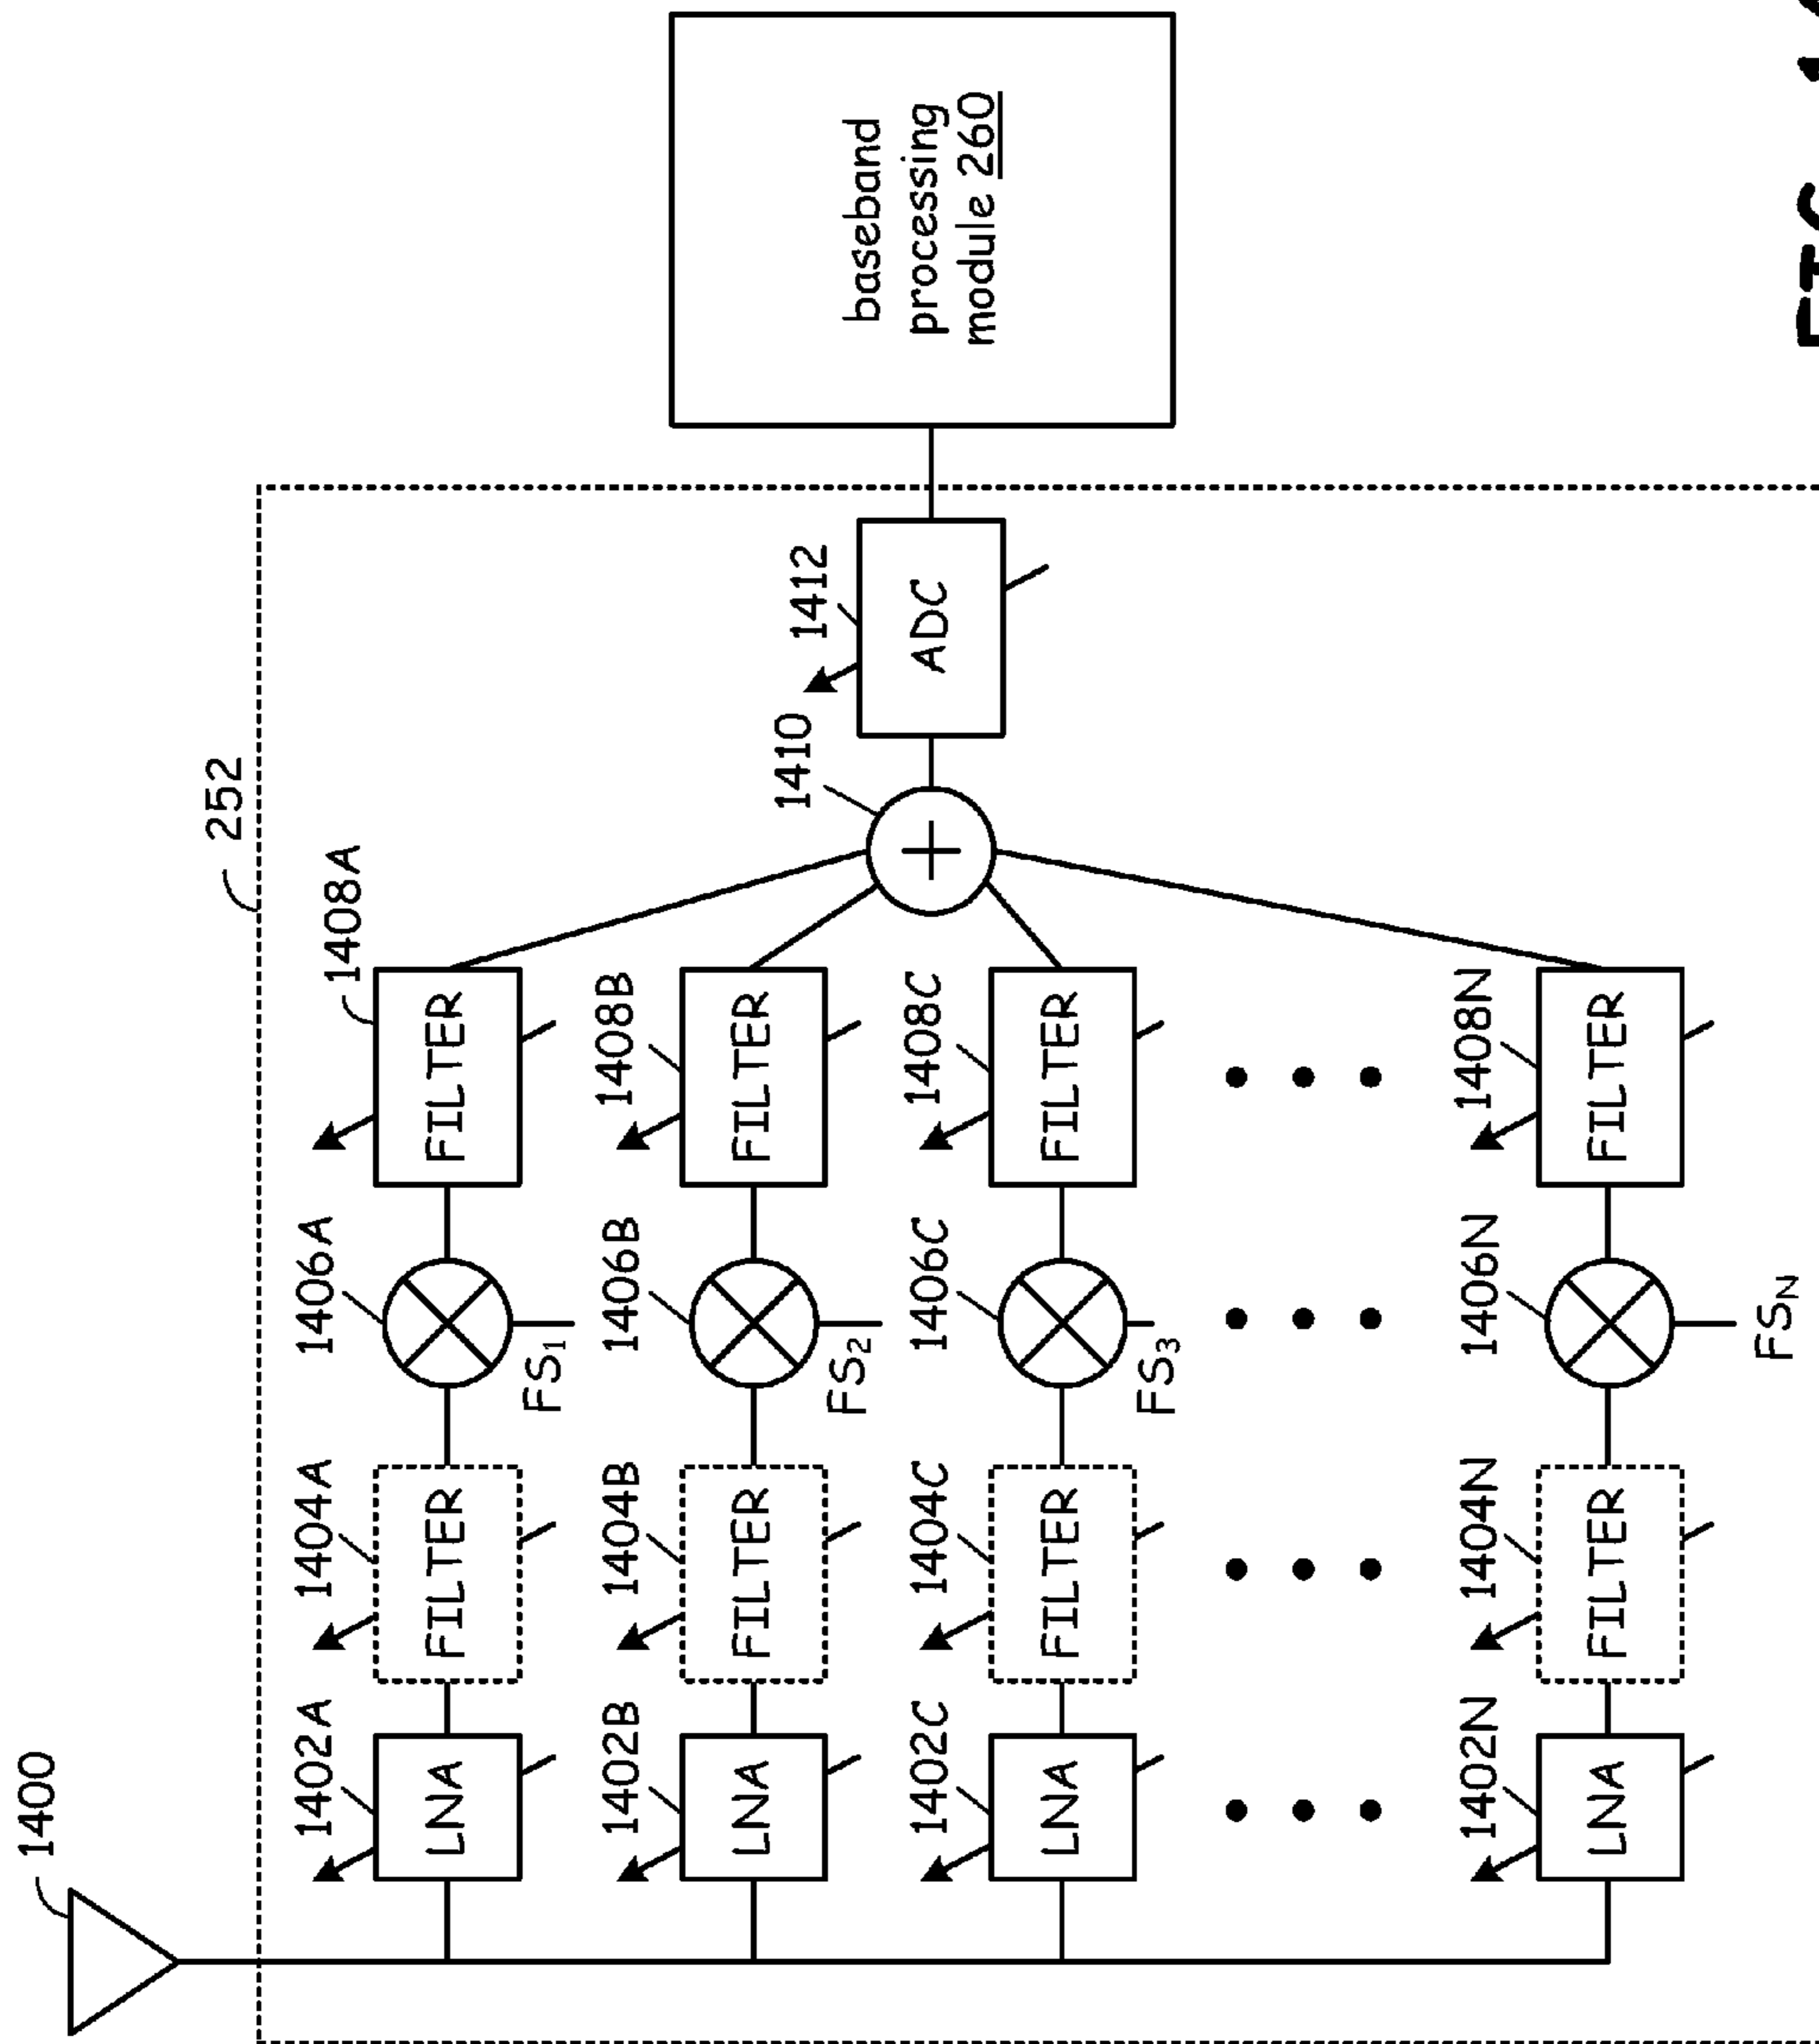 1400
252
1402A
1404A
1406A
1408A
LNA
FILTER
FILTER
FS₁
1402B
1404B
1406B
1408B
LNA
FILTER
FILTER
FS₂
1410
1412
ADC
baseband
processing
module 260
1402C
1404C
1406C
1408C
LNA
FILTER
FILTER
FS₃
1402N
1404N
1406N
1408N
LNA
FILTER
FILTER
FSN